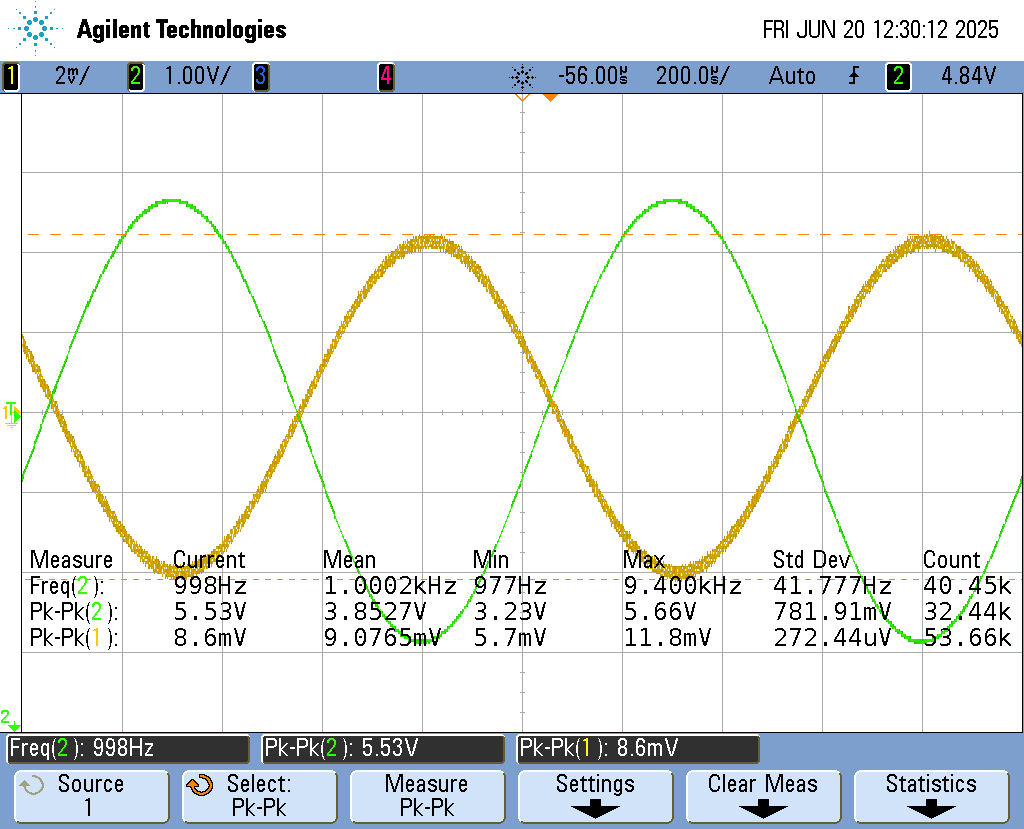 Agilent Technologies FRI JUN 20 12:30:12 2025
1 2mV/ 2 1.00V/ 3 4 -56.00us 200.0us/ Auto 2 4.84V
1
T
Measure Current Mean Min Max Std Dev Count
Freq(2): 998Hz 1.0002kHz 977Hz 9.400kHz 41.777Hz 40.45k
Pk-Pk(2): 5.53V 3.8527V 3.23V 5.66V 781.91mV 32.44k
Pk-Pk(1): 8.6mV 9.0765mV 5.7mV 11.8mV 272.44uV 53.66k
2
Freq(2): 998Hz Pk-Pk(2): 5.53V Pk-Pk(1): 8.6mV
Source Select: Measure Settings Clear Meas Statistics
1 Pk-Pk Pk-Pk